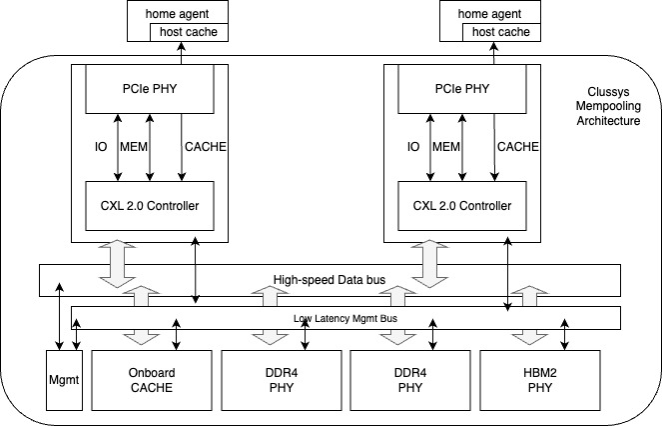 home agent
host cache
home agent
host cache
Clussys
Mempooling
Architecture
PCIe PHY
PCIe PHY
IO
MEM
CACHE
IO
MEM
CACHE
CXL 2.0 Controller
CXL 2.0 Controller
High-speed Data bus
Low Latency Mgmt Bus
Mgmt
Onboard
CACHE
DDR4
PHY
DDR4
PHY
HBM2
PHY